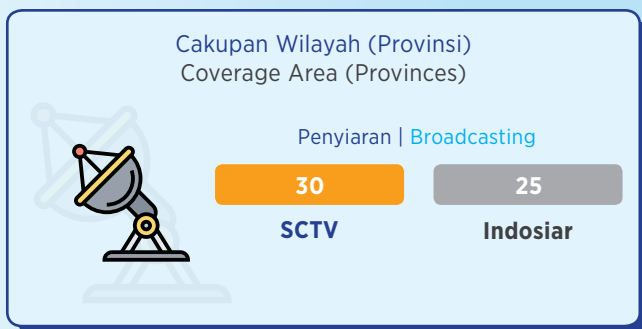 Cakupan Wilayah (Provinsi)
Coverage Area (Provinces)
Penyiaran | Broadcasting
30 25
SCTV Indosiar